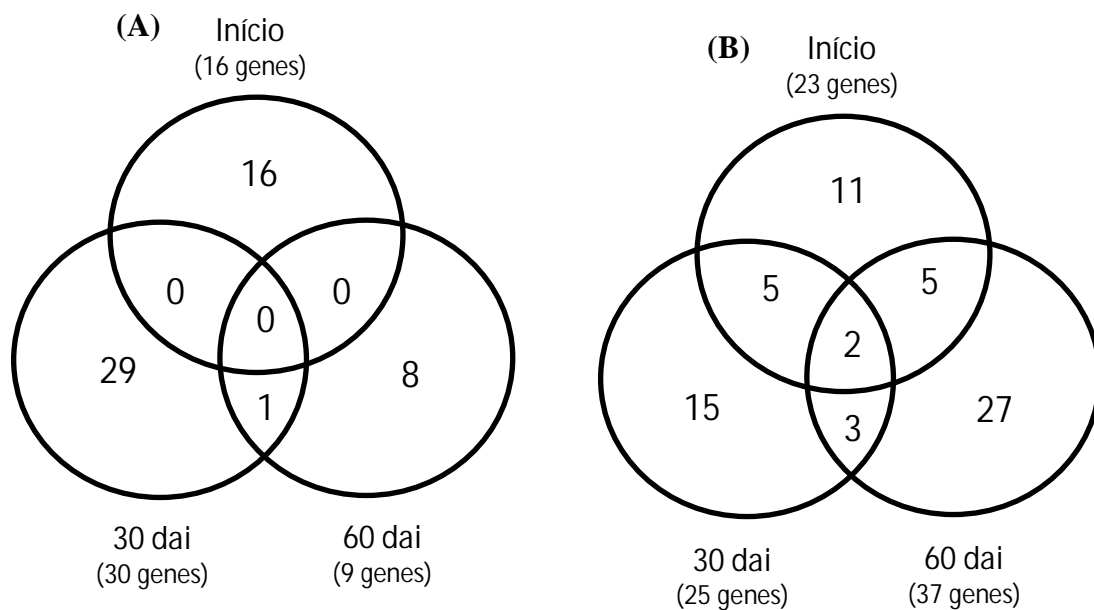 (A)
Início
(16 genes)
16
0
0
0
29
8
1
30 dai
(30 genes)
60 dai
(9 genes)
(B)
Início
(23 genes)
11
5
5
2
15
27
3
30 dai
(25 genes)
60 dai
(37 genes)